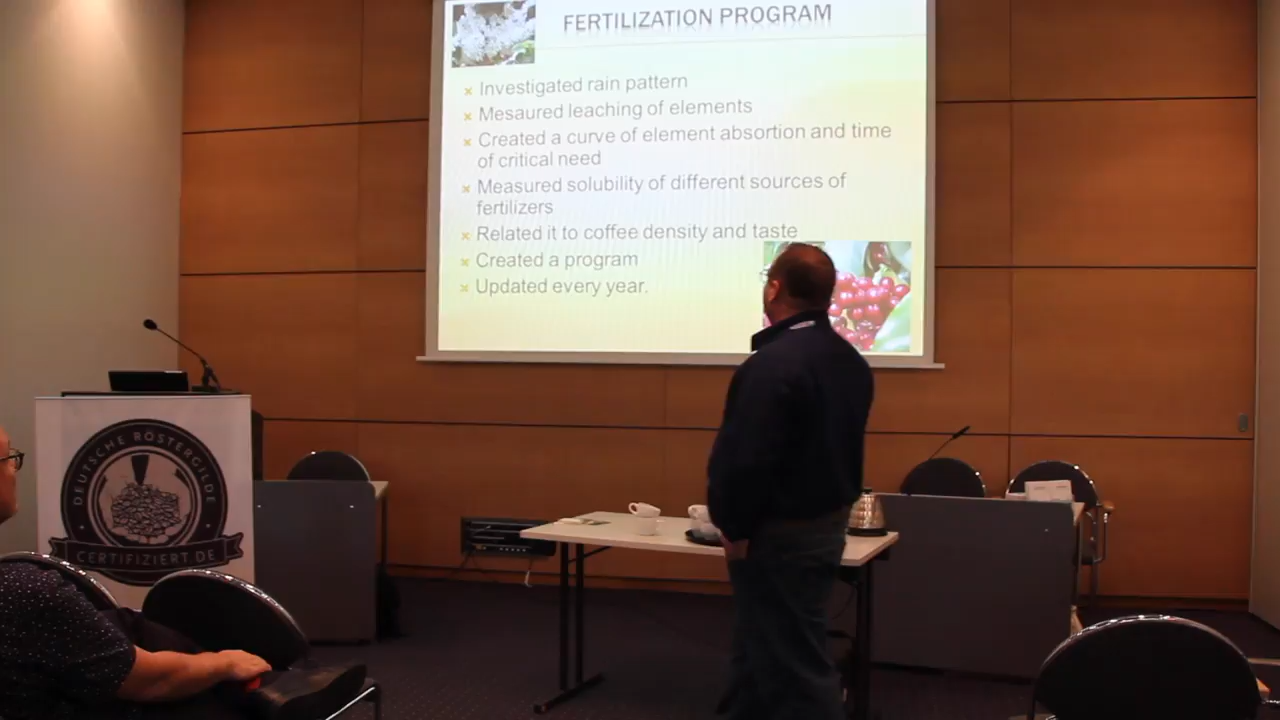 FERTILIZATION PROGRAM
Investigated rain pattern
Mesaured leaching of elements
Created a curve of element absortion and time
of critical need
Measured solubility of different sources of
fertilizers
Related it to coffee density and taste
Created a program
Updated every year.
DEUTSCHE RÖSTERGILDE
CERTIFIZIERT.DE